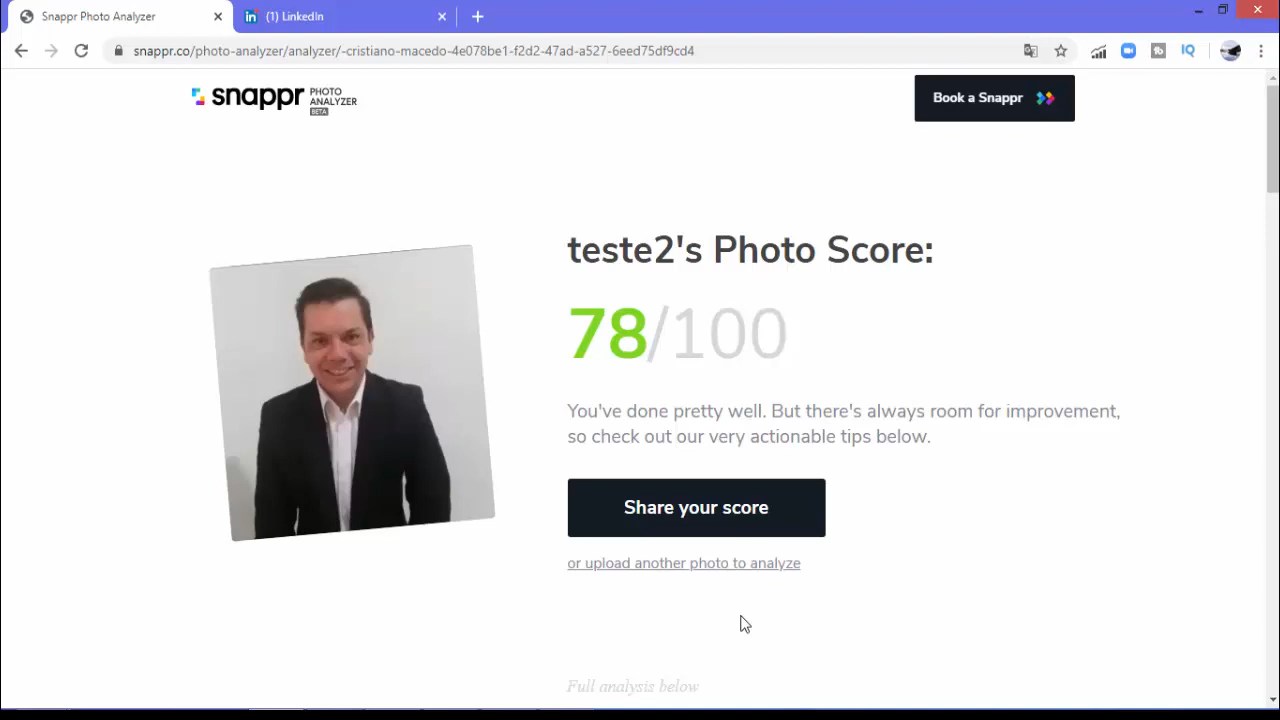 Snappr Photo Analyzer
in (1) LinkedIn
snappr.co/photo-analyzer/analyzer/-cristiano-macedo-4e078be1-f2d2-47ad-a527-6eed75df9cd4
IQ
snappr PHOTO
ANALYZER
BETA
Book a Snappr
teste2's Photo Score:
78/100
You've done pretty well. But there's always room for improvement,
so check out our very actionable tips below.
Share your score
or upload another photo to analyze
Full analysis below